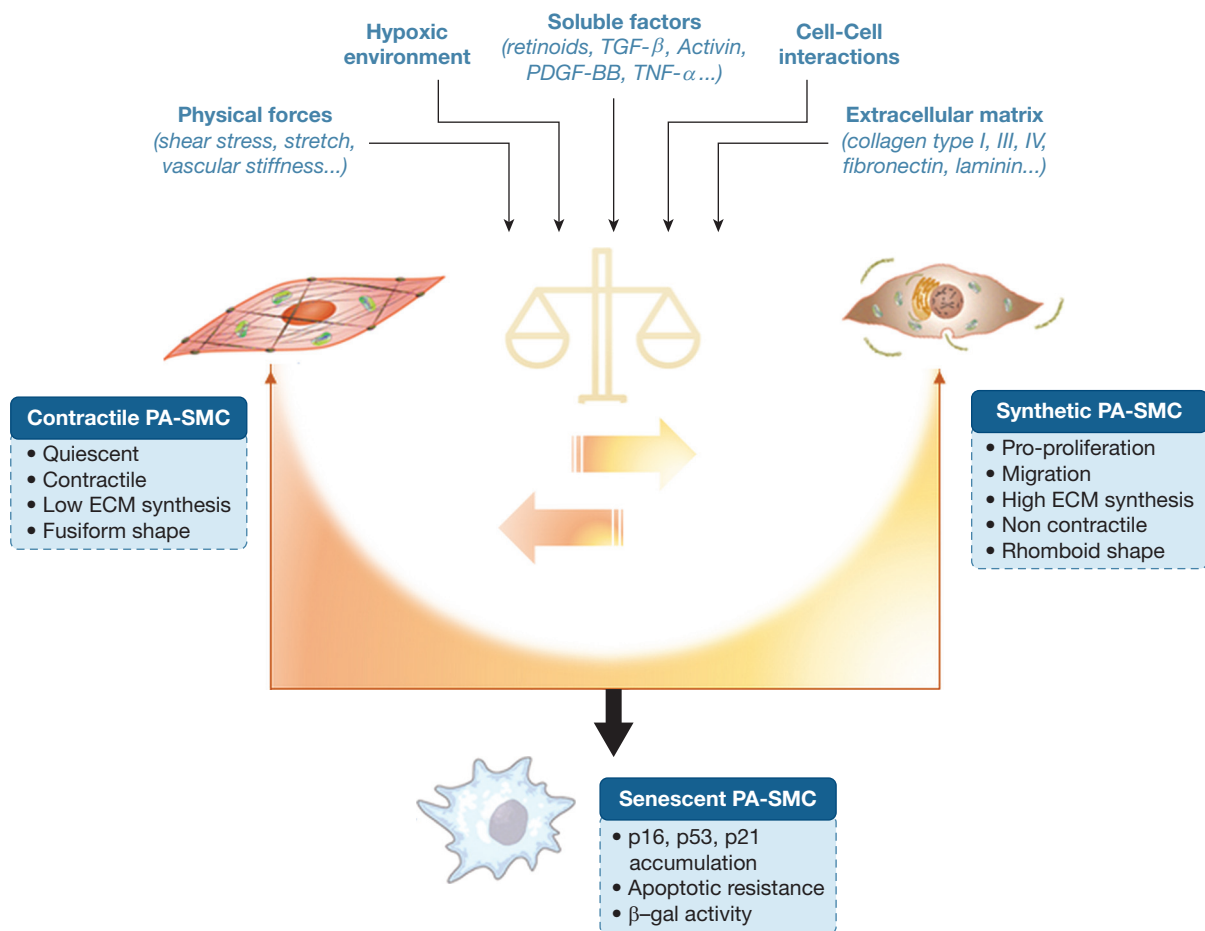 Hypoxic
environment
Soluble factors
(retinoids, TGF-β, Activin,
PDGF-BB, TNF-α...)
Cell-Cell
interactions
Physical forces
(shear stress, stretch,
vascular stiffness...)
Extracellular matrix
(collagen type I, III, IV,
fibronectin, laminin...)
Contractile PA-SMC
• Quiescent
• Contractile
• Low ECM synthesis
• Fusiform shape
Synthetic PA-SMC
• Pro-proliferation
• Migration
• High ECM synthesis
• Non contractile
• Rhomboid shape
Senescent PA-SMC
• p16, p53, p21
accumulation
• Apoptotic resistance
• β–gal activity